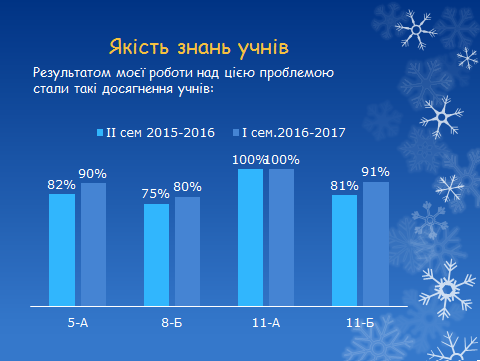 Якість знань учнів
Результатом моєї роботи над цією проблемою
стали такі досягнення учнів:
ІІ сем 2015-2016 І сем.2016-2017
82% 90% 75% 80% 100% 100% 81% 91%
5-А 8-Б 11-А 11-Б